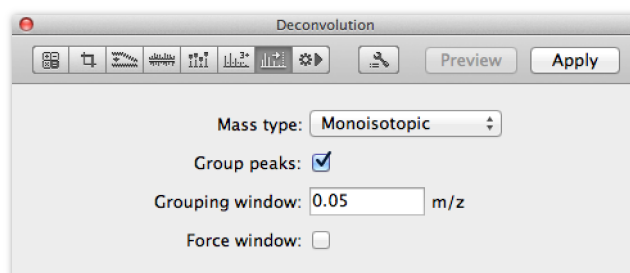 Deconvolution
Preview Apply
Mass type: Monoisotopic
Group peaks:
Grouping window: 0.05 m/z
Force window: